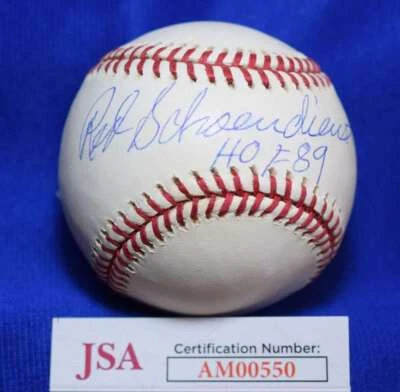 Red Schoendienst
HOF 89
JSA
Certification Number:
AM00550